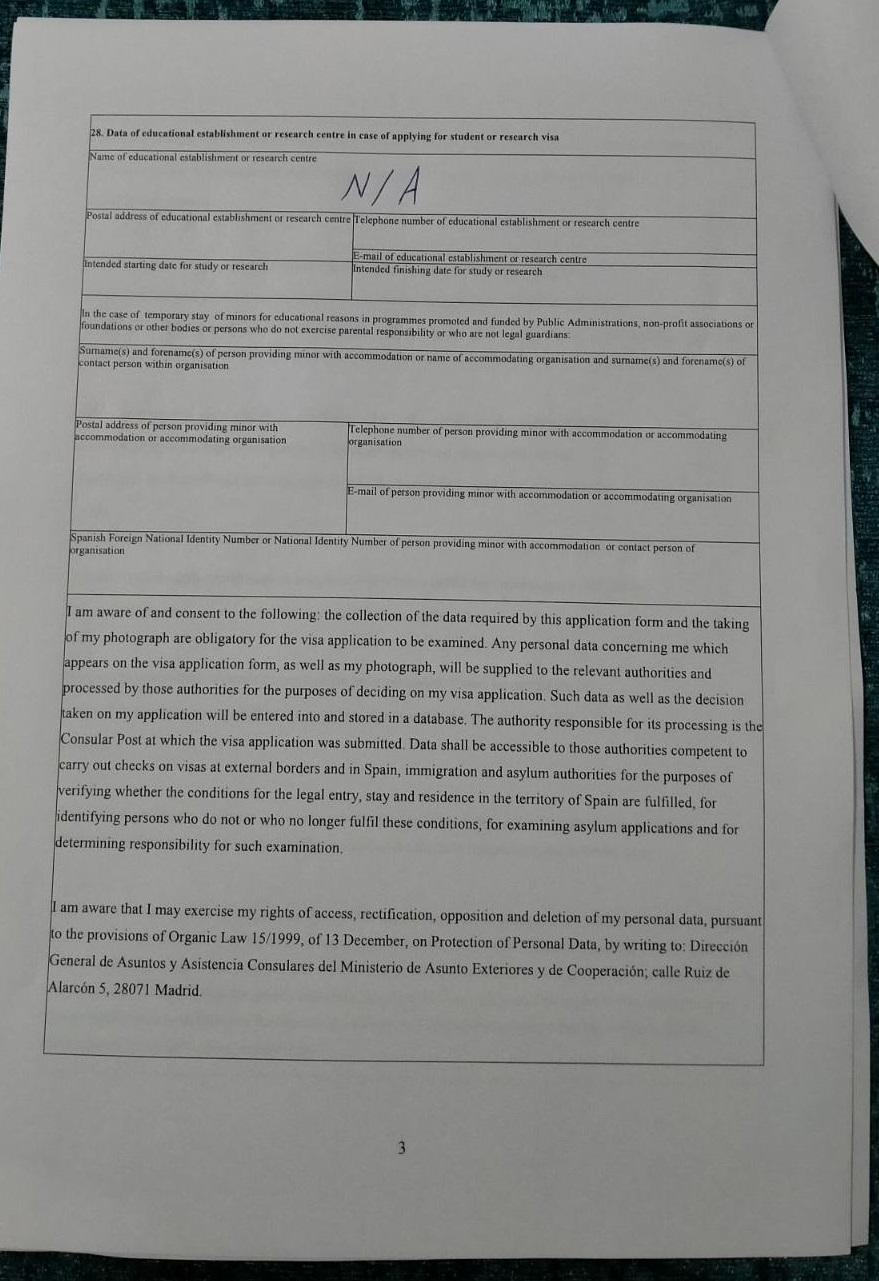 28. Data of educational establishment or research centre in case of applying for student or research visa
Name of educational establishment or research centre
N/A
Postal address of educational establishment or research centre
Telephone number of educational establishment or research centre
E-mail of educational establishment or research centre
Intended starting date for study or research
Intended finishing date for study or research
In the case of temporary stay of minors for educational reasons in programmes promoted and funded by Public Administrations, non-profit associations or
foundations or other bodies or persons who do not exercise parental responsibility or who are not legal guardians:
Surname(s) and forename(s) of person providing minor with accommodation or name of accommodating organisation and surname(s) and forename(s) of
contact person within organisation
Postal address of person providing minor with
accommodation or accommodating organisation
Telephone number of person providing minor with accommodation or accommodating
organisation
E-mail of person providing minor with accommodation or accommodating organisation
Spanish Foreign National Identity Number or National Identity Number of person providing minor with accommodation or contact person of
organisation
I am aware of and consent to the following: the collection of the data required by this application form and the taking
of my photograph are obligatory for the visa application to be examined. Any personal data concerning me which
appears on the visa application form, as well as my photograph, will be supplied to the relevant authorities and
processed by those authorities for the purposes of deciding on my visa application. Such data as well as the decision
taken on my application will be entered into and stored in a database. The authority responsible for its processing is the
Consular Post at which the visa application was submitted. Data shall be accessible to those authorities competent to
carry out checks on visas at external borders and in Spain, immigration and asylum authorities for the purposes of
verifying whether the conditions for the legal entry, stay and residence in the territory of Spain are fulfilled, for
identifying persons who do not or who no longer fulfil these conditions, for examining asylum applications and for
determining responsibility for such examination.
I am aware that I may exercise my rights of access, rectification, opposition and deletion of my personal data, pursuant
to the provisions of Organic Law 15/1999, of 13 December, on Protection of Personal Data, by writing to: Dirección
General de Asuntos y Asistencia Consulares del Ministerio de Asunto Exteriores y de Cooperación; calle Ruiz de
Alarcón 5, 28071 Madrid.
3